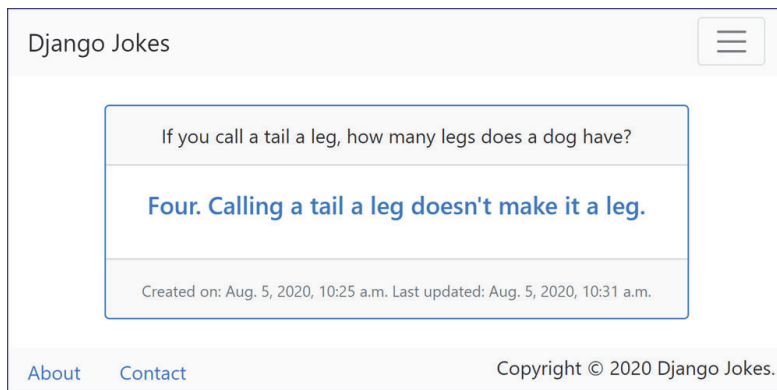 Django Jokes
If you call a tail a leg, how many legs does a dog have?
Four. Calling a tail a leg doesn't make it a leg.
Created on: Aug. 5, 2020, 10:25 a.m. Last updated: Aug. 5, 2020, 10:31 a.m.
About Contact Copyright © 2020 Django Jokes.